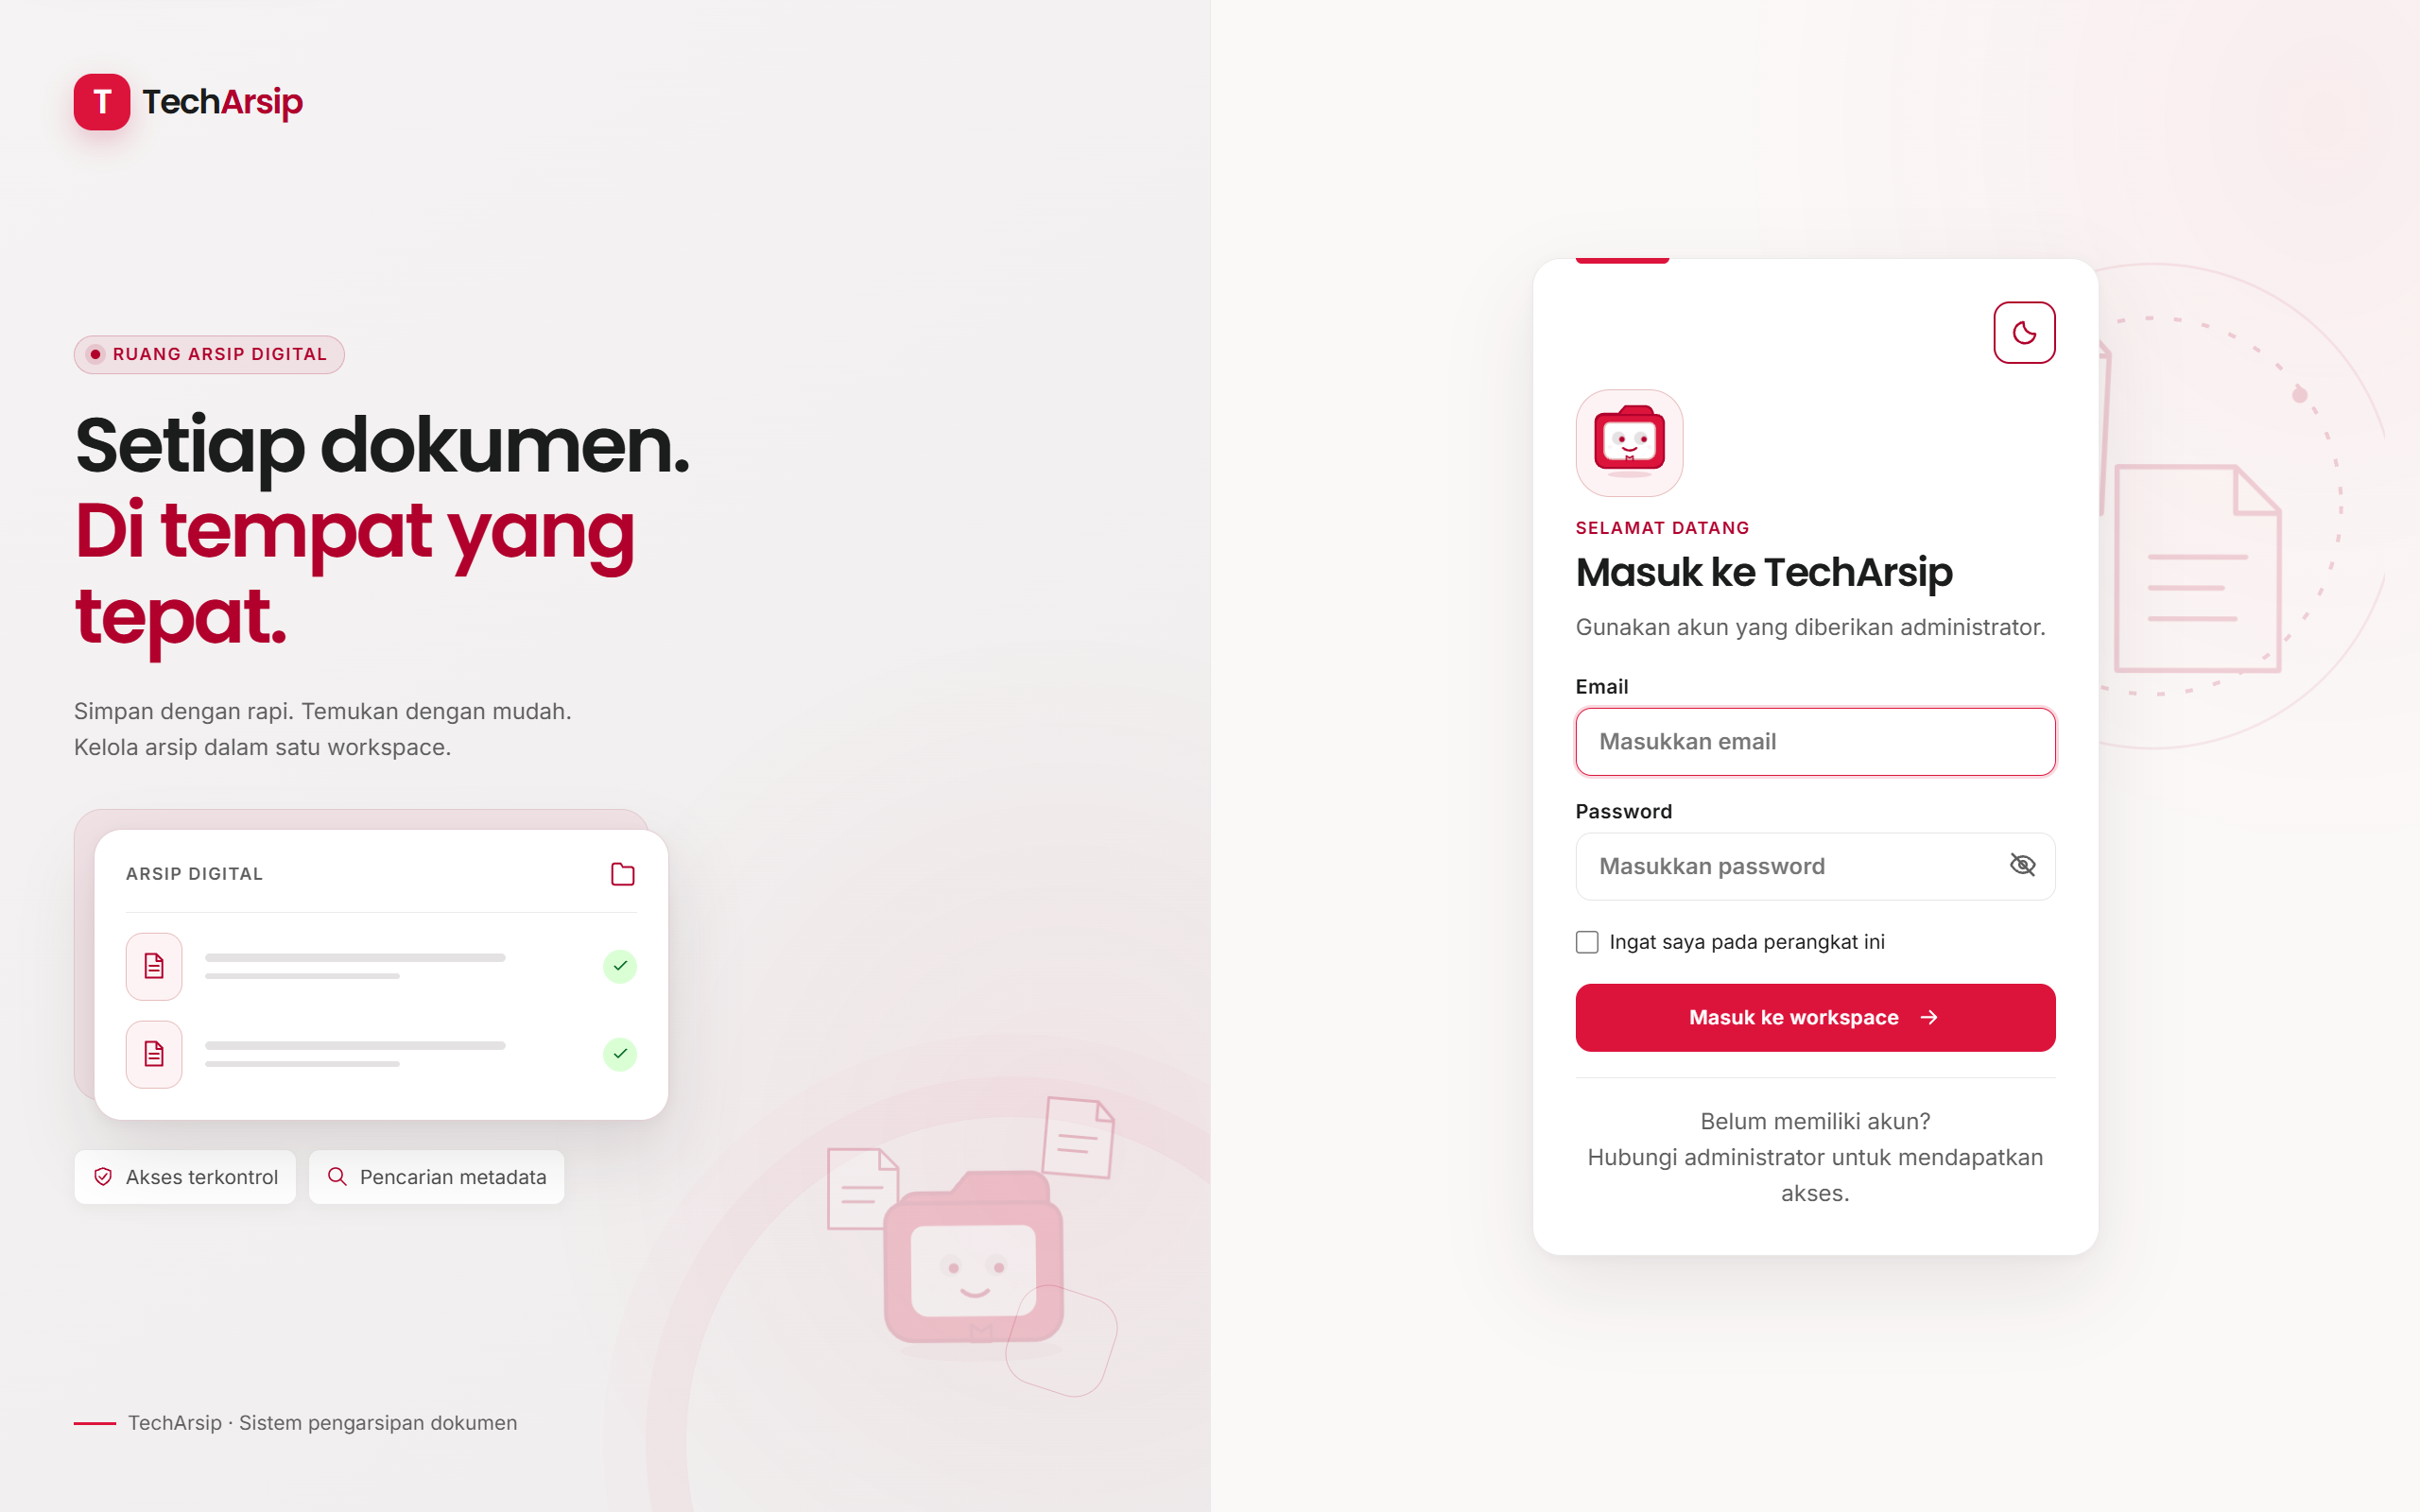 T TechArsip
RUANG ARSIP DIGITAL
Setiap dokumen.
Di tempat yang
tepat.
Simpan dengan rapi. Temukan dengan mudah.
Kelola arsip dalam satu workspace.
ARSIP DIGITAL
Akses terkontrol
Pencarian metadata
TechArsip · Sistem pengarsipan dokumen
SELAMAT DATANG
Masuk ke TechArsip
Gunakan akun yang diberikan administrator.
Email
Masukkan email
Password
Masukkan password
Ingat saya pada perangkat ini
Masuk ke workspace
Belum memiliki akun?
Hubungi administrator untuk mendapatkan
akses.